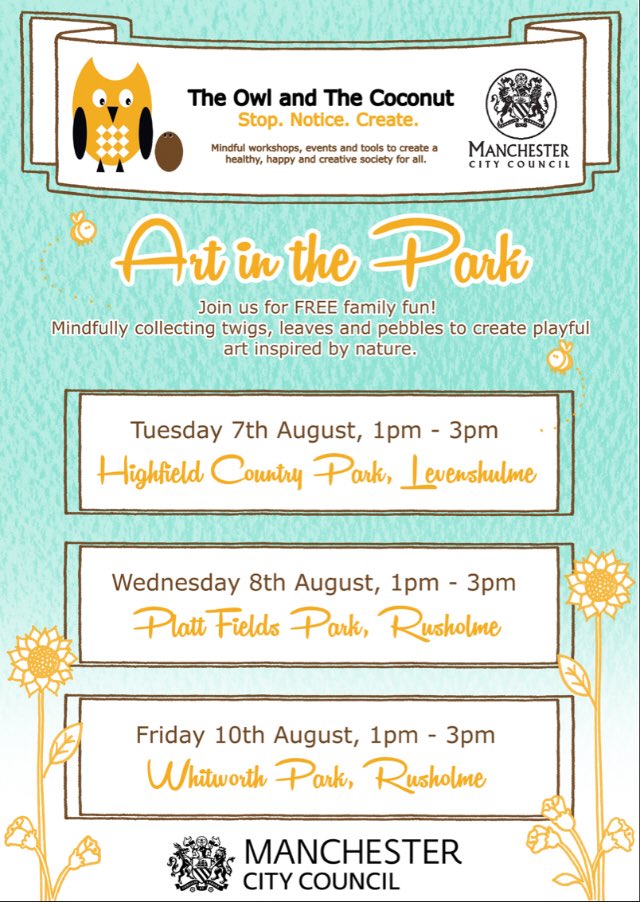 The Owl and The Coconut
Stop. Notice. Create.
Mindful workshops, events and tools to create a
healthy, happy and creative society for all.
MANCHESTER
CITY COUNCIL
Art in the Park
Join us for FREE family fun!
Mindfully collecting twigs, leaves and pebbles to create playful
art inspired by nature.
Tuesday 7th August, 1pm - 3pm
Highfield Country Park, Levenshulme
Wednesday 8th August, 1pm - 3pm
Platt Fields Park, Rusholme
Friday 10th August, 1pm - 3pm
Whitworth Park, Rusholme
MANCHESTER
CITY COUNCIL